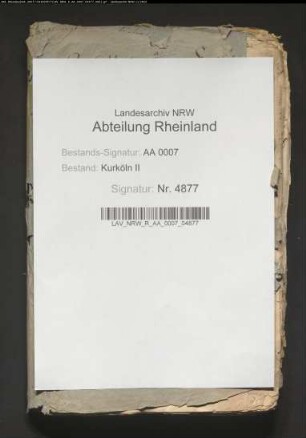 Landesarchiv NRW
Abteilung Rheinland
Bestands-Signatur: AA 0007
Bestand: Kurköln II
Signatur: Nr. 4877
LAV_NRW_R_AA_0007_04877